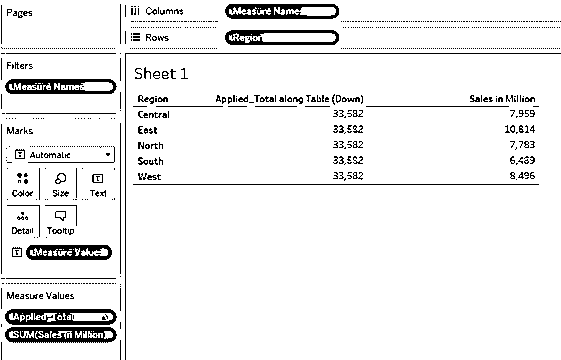 Pages
Columns
Measure Names
Rows
Region
Filters
Measure Names
Sheet 1
Region Applied_Total along Table (Down) Sales in Million
Central 33,582 7,959
East 33,582 10,814
North 33,582 7,783
South 33,582 6,489
West 33,582 8,496
Marks
Automatic
Color Size Text
Detail Tooltip
Measure Values
Measure Values
Applied_Total
SUM(Sales in Million)